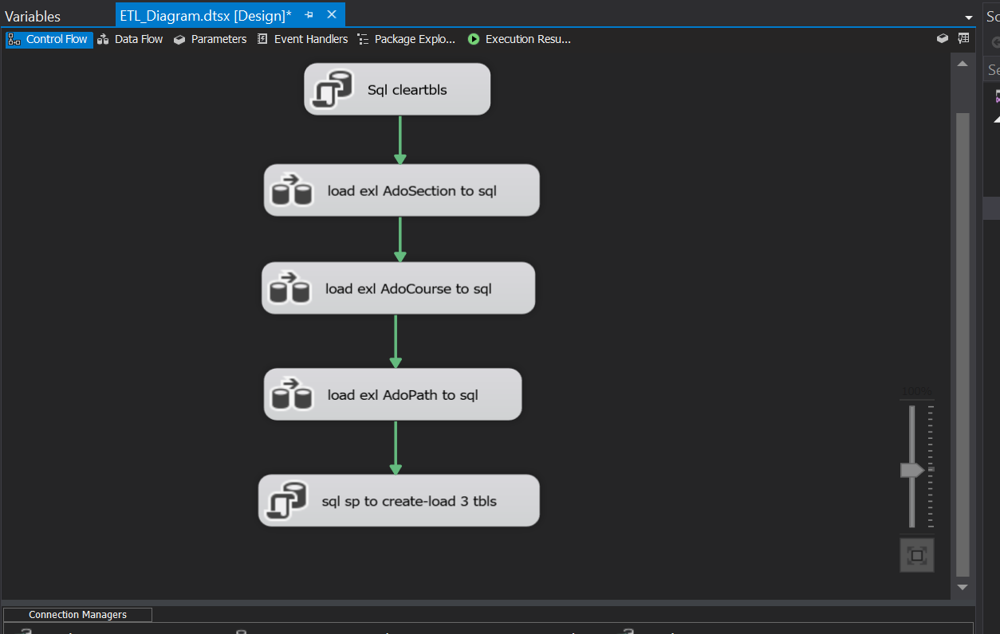 Variables
ETL_Diagram.dtsx [Design]*
Control Flow Data Flow Parameters Event Handlers Package Explo... Execution Resu...
Sql cleartbls
load exl AdoSection to sql
load exl AdoCourse to sql
load exl AdoPath to sql
100%
sql sp to create-load 3 tbls
Connection Managers